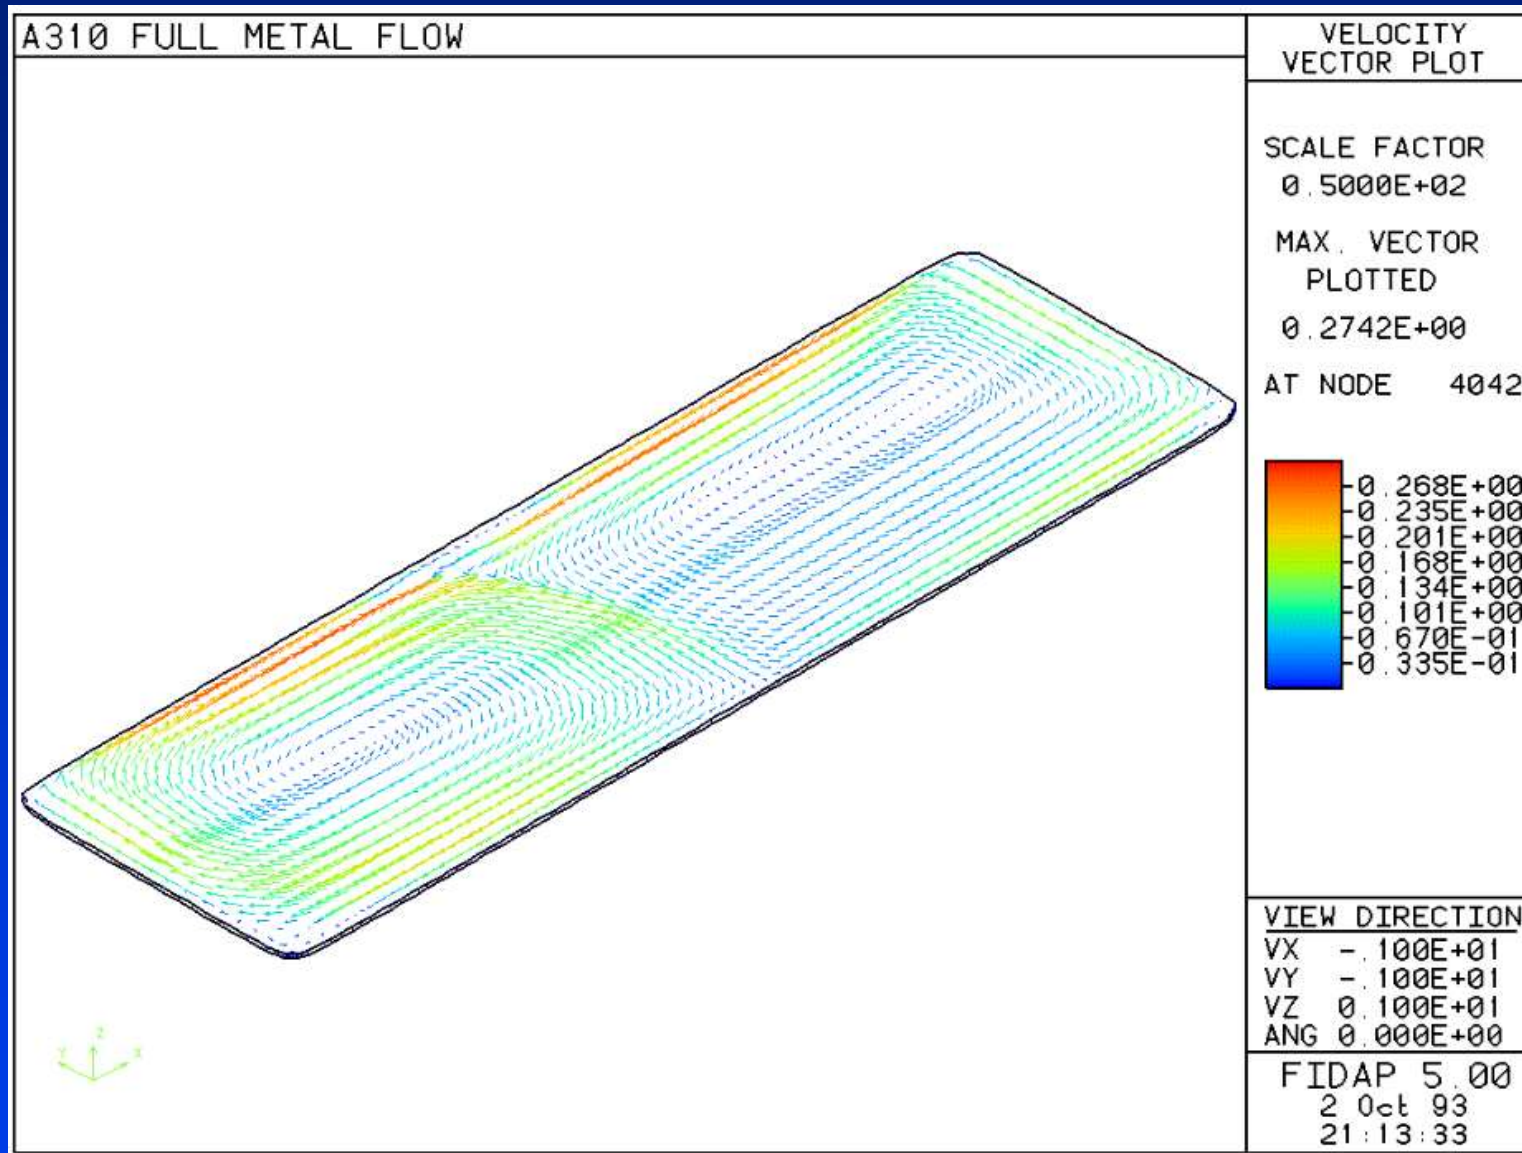 A310 FULL METAL FLOW
VELOCITY
VECTOR PLOT
SCALE FACTOR
0.5000E+02
MAX. VECTOR
PLOTTED
0.2742E+00
AT NODE 4042
0.268E+00
0.235E+00
0.201E+00
0.168E+00
0.134E+00
0.101E+00
0.670E-01
0.335E-01
VIEW DIRECTION
VX -.100E+01
VY -.100E+01
VZ 0.100E+01
ANG 0.000E+00
FIDAP 5.00
2 Oct 93
21:13:33
Z
Y X